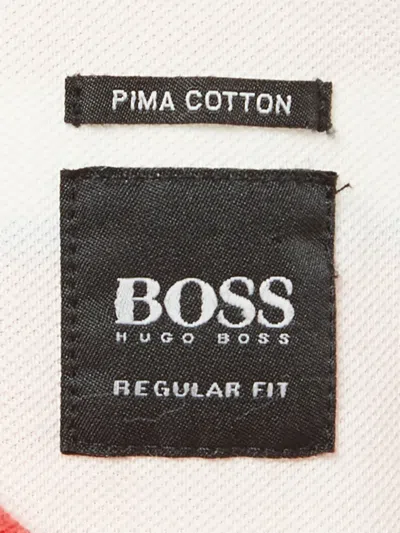 PIMA COTTON
BOSS
HUGO BOSS
REGULAR FIT